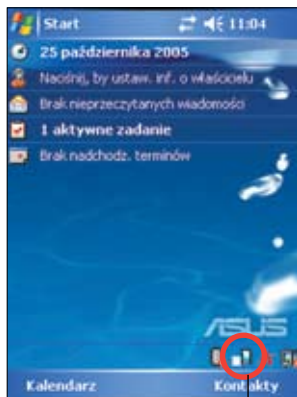 Start 11:04
25 października 2005
Naciśnij, by ustaw. inf. o właścicielu
Brak nieprzeczytanych wiadomości
1 aktywne zadanie
Brak nadchodz. terminów
ASUS
Kalendarz Kontakty